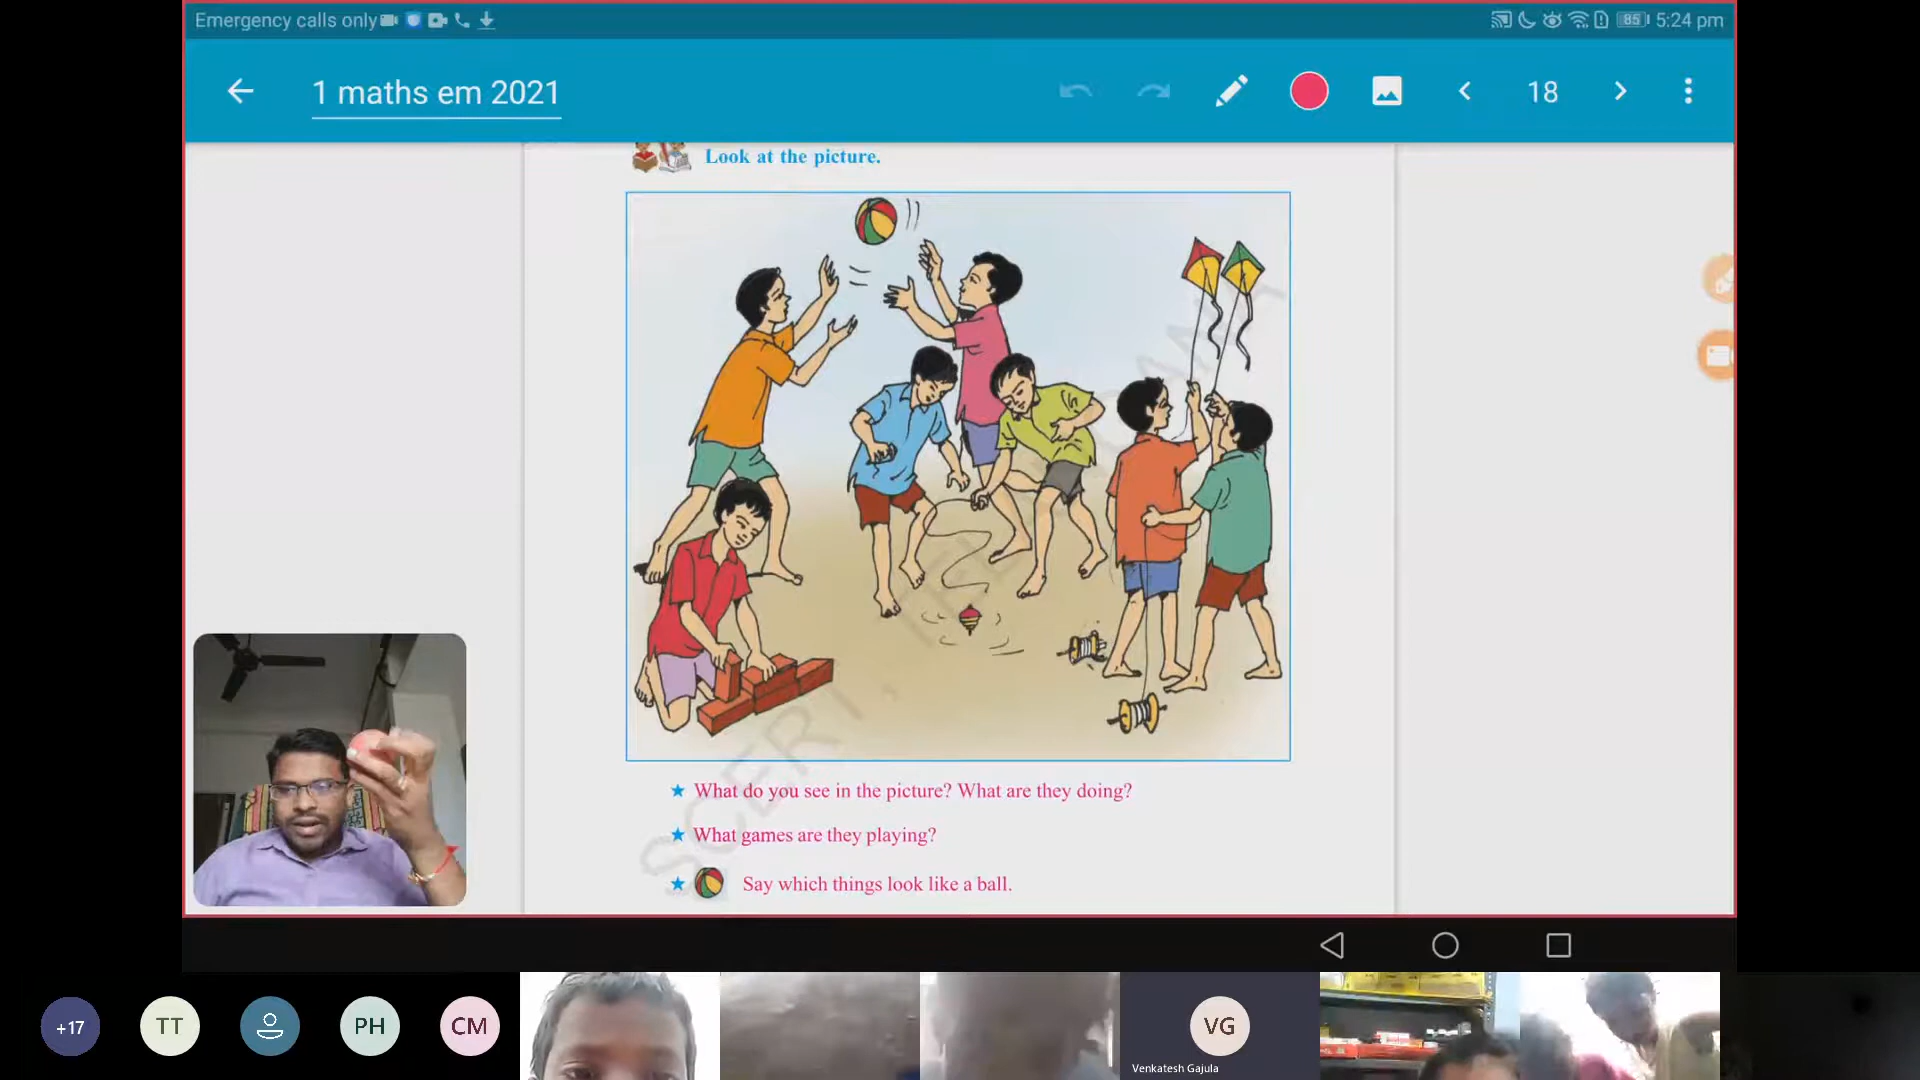 Emergency calls only
85 5:24 pm
1 maths em 2021
18
Look at the picture.
What do you see in the picture? What are they doing?
What games are they playing?
Say which things look like a ball.
+17
TT
PH
CM
VG
Venkatesh Gajula